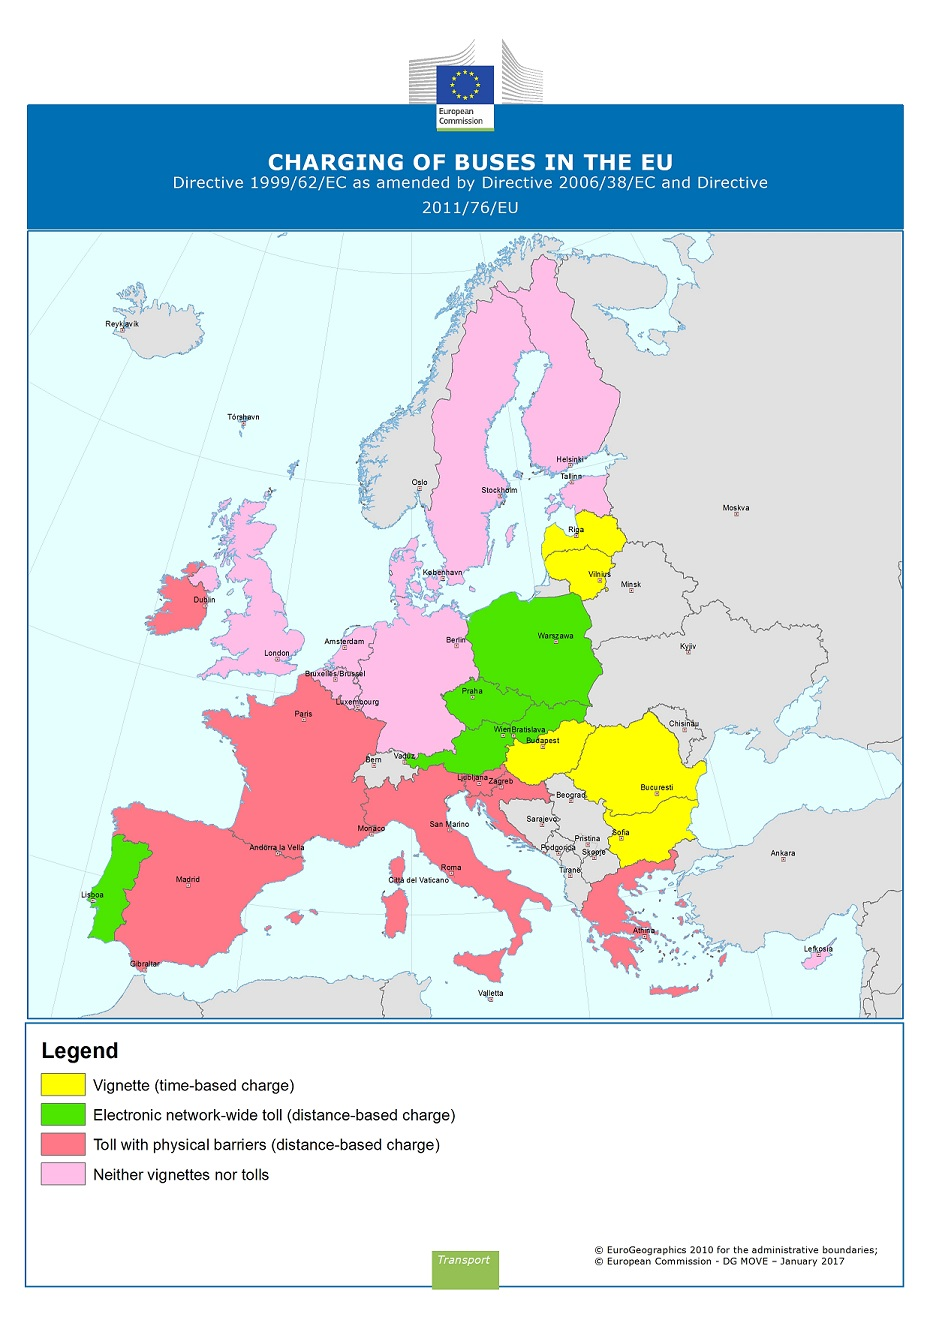 European
Commission
CHARGING OF BUSES IN THE EU
Directive 1999/62/EC as amended by Directive 2006/38/EC and Directive
2011/76/EU
Reykjavik
Tórshavn
Helsinki
Tallinn
Oslo
Stockholm
Moskva
Riga
København
Vilnius
Minsk
Dublin
Warszawa
Amsterdam
Berlin
London
Kyiv
Bruxelles/Brussel
Praha
Luxembourg
Paris
Chisinau
Wien
Bratislava
Budapest
Bern
Vaduz
Ljubljana
Zagreb
Bucuresti
Beograd
Sarajevo
San Marino
Monaco
Sofia
Pristina
Andorra la Vella
Podgorica
Skopje
Ankara
Roma
Tirane
Madrid
Città del Vaticano
Lisboa
Athina
Lefkosia
Gibraltar
Valletta
Legend
Vignette (time-based charge)
Electronic network-wide toll (distance-based charge)
Toll with physical barriers (distance-based charge)
Neither vignettes nor tolls
Transport
© EuroGeographics 2010 for the administrative boundaries;
© European Commission - DG MOVE – January 2017